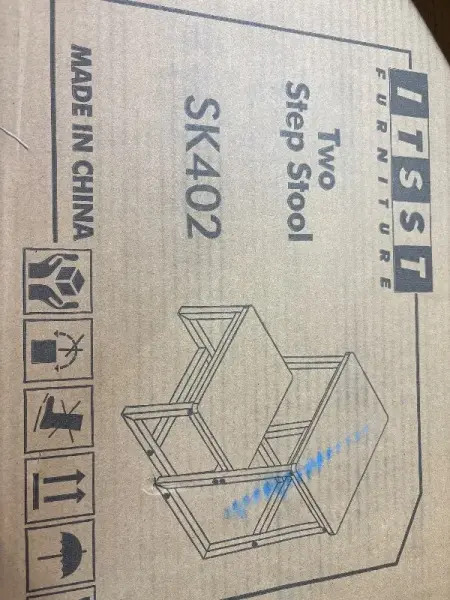 ITSST
FURNITURE
Two
Step Stool
SK402
MADE IN CHINA